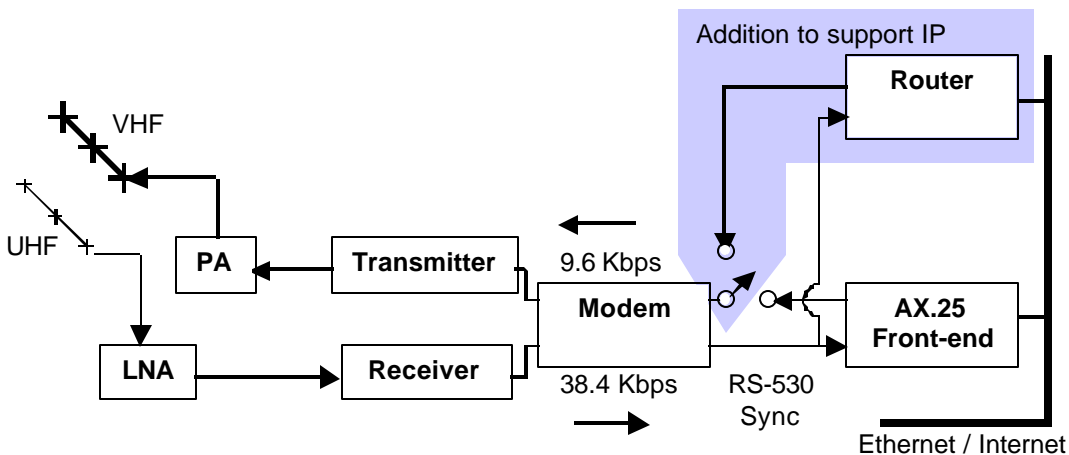 Addition to support IP
Router
VHF
UHF
PA
Transmitter
9.6 Kbps
Modem
AX.25
Front-end
LNA
Receiver
38.4 Kbps
RS-530
Sync
Ethernet / Internet